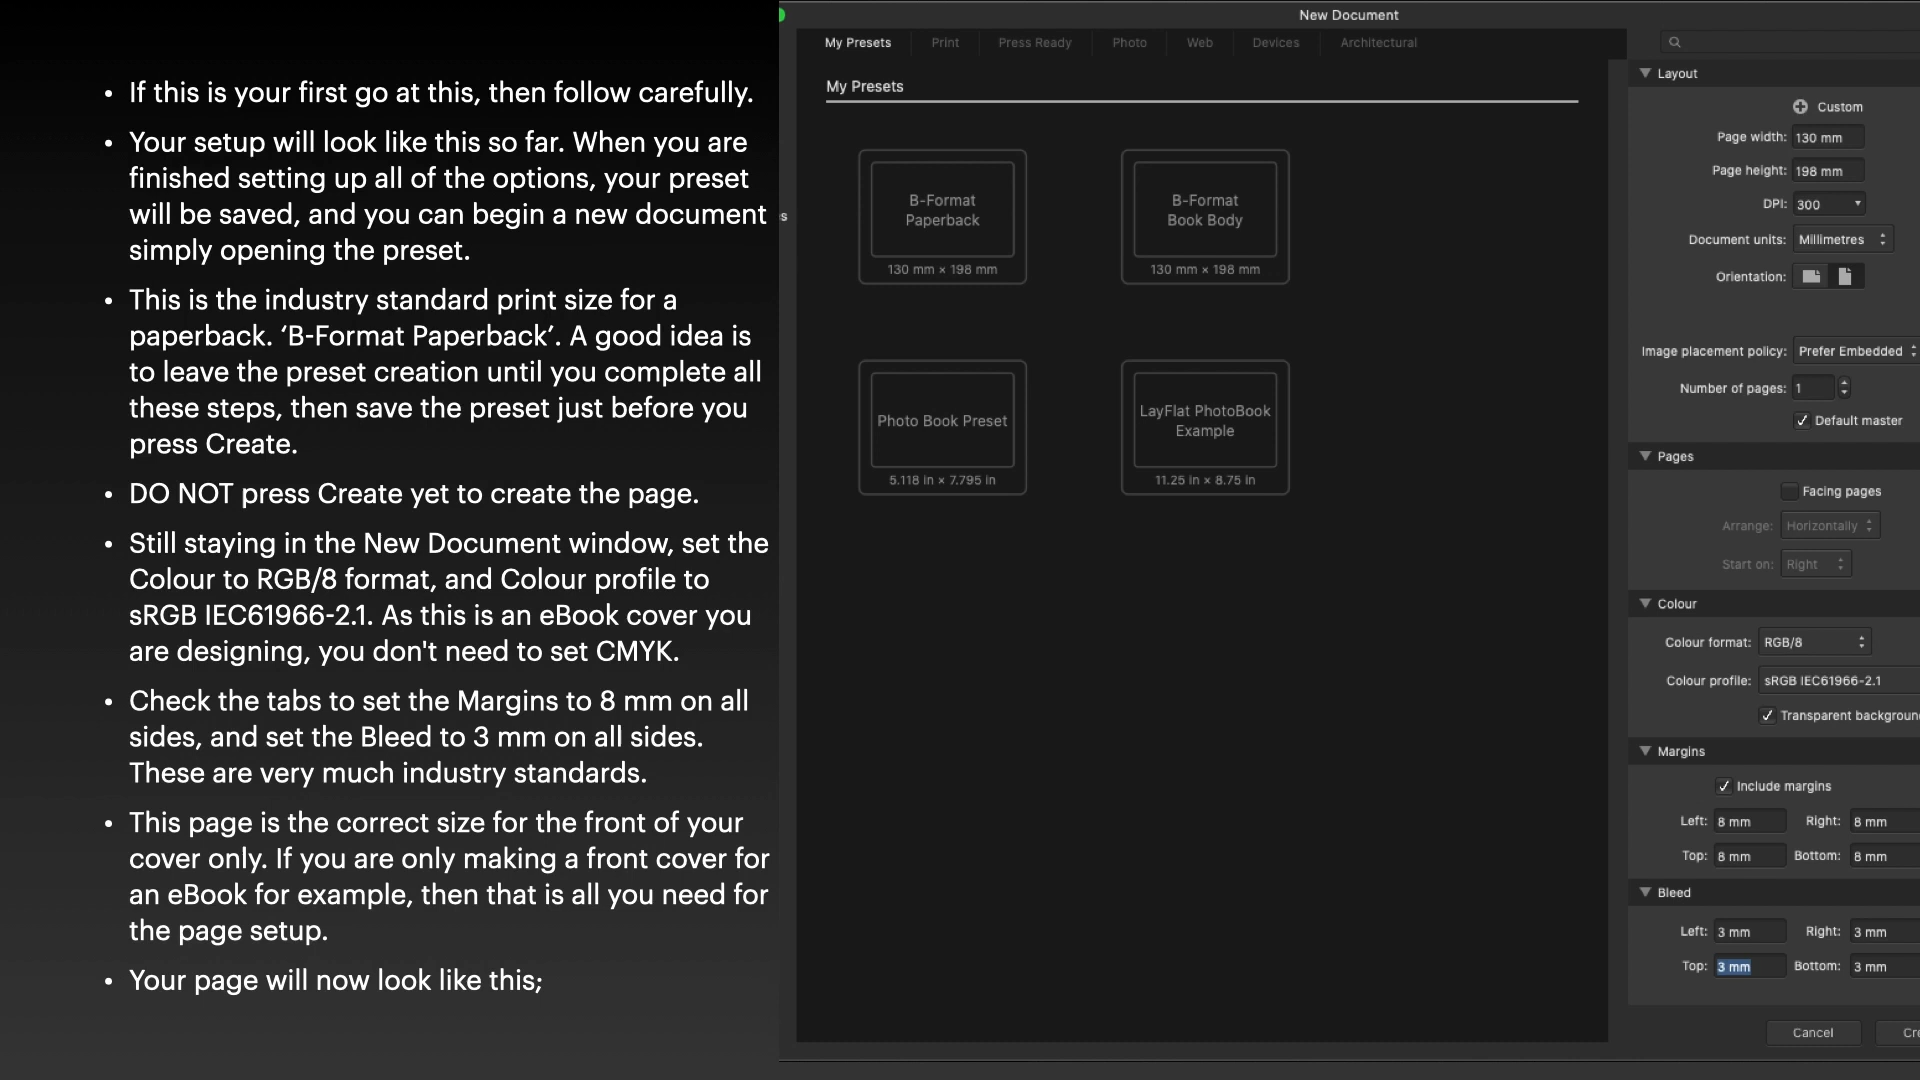 • If this is your first go at this, then follow carefully.
• Your setup will look like this so far. When you are
finished setting up all of the options, your preset
will be saved, and you can begin a new document
simply opening the preset.
• This is the industry standard print size for a
paperback. ‘B-Format Paperback’. A good idea is
to leave the preset creation until you complete all
these steps, then save the preset just before you
press Create.
• DO NOT press Create yet to create the page.
• Still staying in the New Document window, set the
Colour to RGB/8 format, and Colour profile to
sRGB IEC61966-2.1. As this is an eBook cover you
are designing, you don't need to set CMYK.
• Check the tabs to set the Margins to 8 mm on all
sides, and set the Bleed to 3 mm on all sides.
These are very much industry standards.
• This page is the correct size for the front of your
cover only. If you are only making a front cover for
an eBook for example, then that is all you need for
the page setup.
• Your page will now look like this;
New Document
My Presets Print Press Ready Photo Web Devices Architectural
My Presets
B-Format
Paperback
130 mm × 198 mm
B-Format
Book Body
130 mm × 198 mm
Photo Book Preset
5.118 in × 7.795 in
LayFlat PhotoBook
Example
11.25 in × 8.75 in
Layout
Custom
Page width: 130 mm
Page height: 198 mm
DPI: 300
Document units: Millimetres
Orientation:
Image placement policy: Prefer Embedded
Number of pages: 1
Default master
Pages
Facing pages
Arrange: Horizontally
Start on: Right
Colour
Colour format: RGB/8
Colour profile: sRGB IEC61966-2.1
Transparent background
Margins
Include margins
Left: 8 mm Right: 8 mm
Top: 8 mm Bottom: 8 mm
Bleed
Left: 3 mm Right: 3 mm
Top: 3 mm Bottom: 3 mm
Cancel